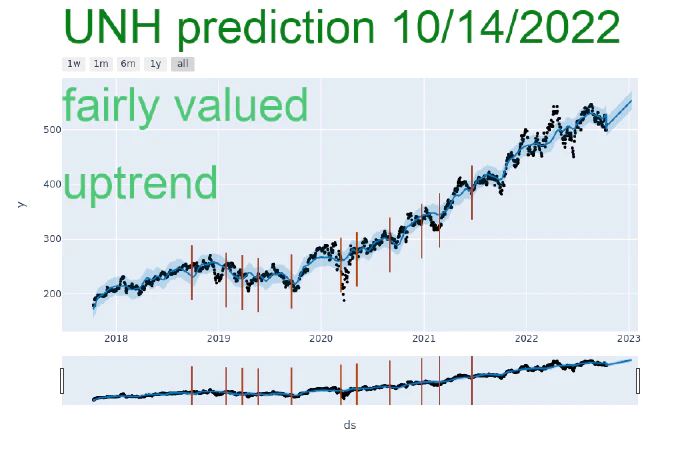 UNH prediction 10/14/2022
1w 1m 6m 1y all
fairly valued
500
uptrend
400
y
300
200
2018 2019 2020 2021 2022 2023
ds